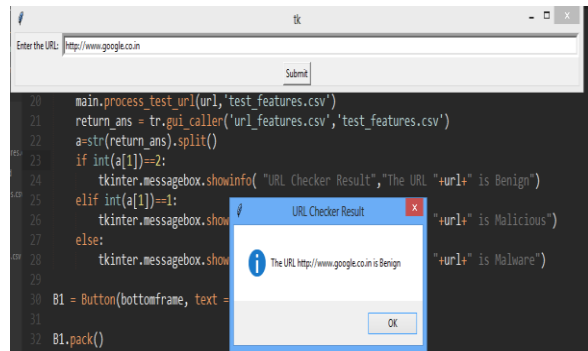 tk
Enter the URL: http://www.google.co.in
Submit
20 main.process_test_url(url,'test_features.csv')
21 return_ans = tr.gui_caller('url_features.csv','test_features.csv')
22 a=str(return_ans).split()
23 if int(a[1])==2:
24 tkinter.messagebox.showinfo( "URL Checker Result","The URL "+url+" is Benign")
25 elif int(a[1])==1:
26 tkinter.messagebox.show "+url+" is Malicious")
27 else:
28 tkinter.messagebox.show "+url+" is Malware")
29
30 B1 = Button(bottomframe, text =
31
32 B1.pack()
URL Checker Result
The URL http://www.google.co.in is Benign
OK